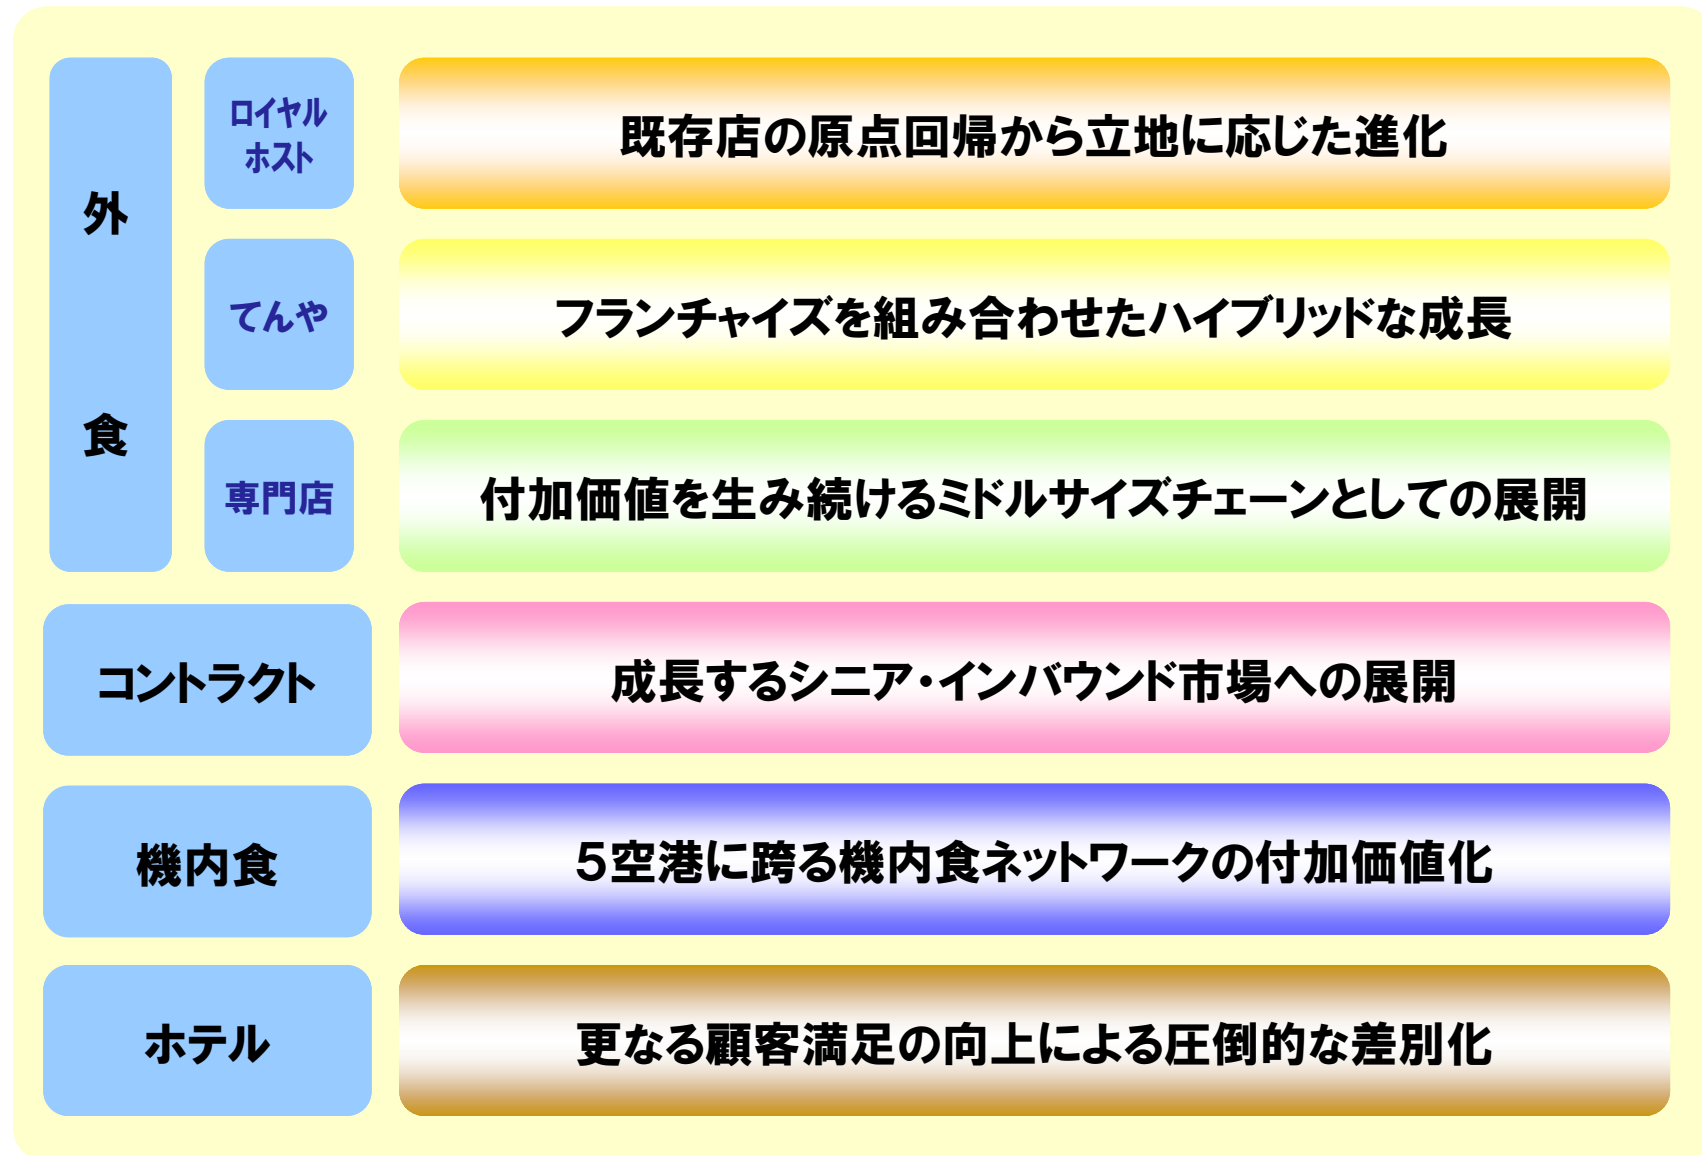 外食
ロイヤル
ホスト
既存店の原点回帰から立地に応じた進化
てんや
フランチャイズを組み合わせたハイブリッドな成長
専門店
付加価値を生み続けるミドルサイズチェーンとしての展開
コントラクト
成長するシニア・インバウンド市場への展開
機内食
5空港に跨る機内食ネットワークの付加価値化
ホテル
更なる顧客満足の向上による圧倒的な差別化